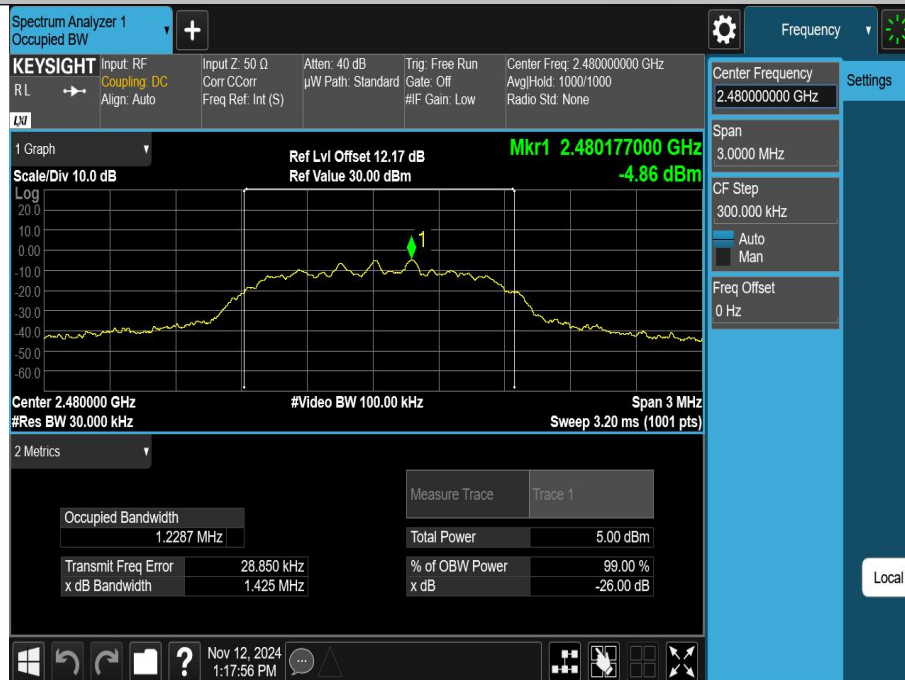 Spectrum Analyzer 1
Occupied BW
+
Frequency
KEYSIGHT
RL
LXI
Input: RF
Coupling: DC
Align: Auto
Input Z: 50 Ω
Corr CCorr
Freq Ref: Int (S)
Atten: 40 dB
µW Path: Standard
Trig: Free Run
Gate: Off
#IF Gain: Low
Center Freq: 2.480000000 GHz
Avg|Hold: 1000/1000
Radio Std: None
Center Frequency
2.480000000 GHz
Settings
Span
3.0000 MHz
CF Step
300.000 kHz
Auto
Man
Freq Offset
0 Hz
1 Graph
Scale/Div 10.0 dB
Ref Lvl Offset 12.17 dB
Ref Value 30.00 dBm
Mkr1 2.480177000 GHz
-4.86 dBm
Log
20.0
10.0
0.00
-10.0
-20.0
-30.0
-40.0
-50.0
-60.0
1
Center 2.480000 GHz
#Video BW 100.00 kHz
Span 3 MHz
#Res BW 30.000 kHz
Sweep 3.20 ms (1001 pts)
2 Metrics
Measure Trace Trace 1
Occupied Bandwidth
1.2287 MHz
Total Power 5.00 dBm
Transmit Freq Error 28.850 kHz
% of OBW Power 99.00 %
x dB Bandwidth 1.425 MHz
x dB -26.00 dB
Local
?
Nov 12, 2024
1:17:56 PM